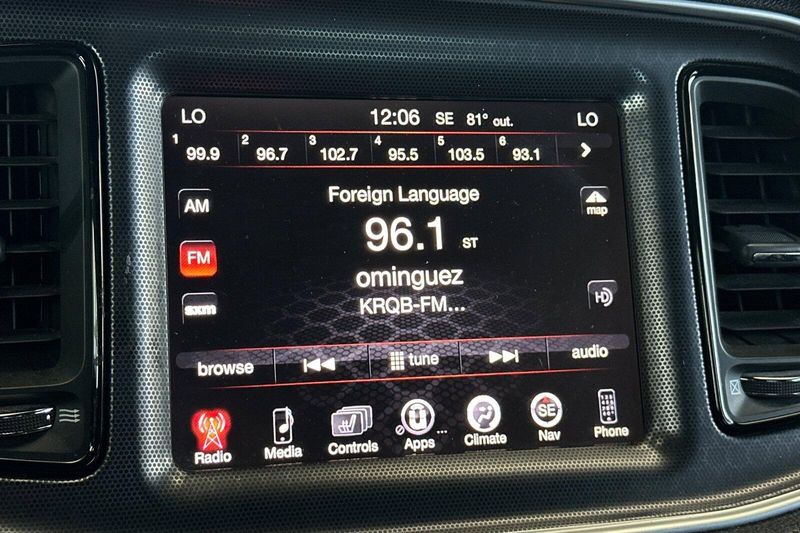 LO 12:06 SE 81° out. LO
1 99.9 2 96.7 3 102.7 4 95.5 5 103.5 6 93.1
Foreign Language
AM
map
96.1 ST
FM
ominguez
HD
KRQB-FM...
sxm
browse tune audio
Radio Media Controls Apps... Climate SE Nav Phone